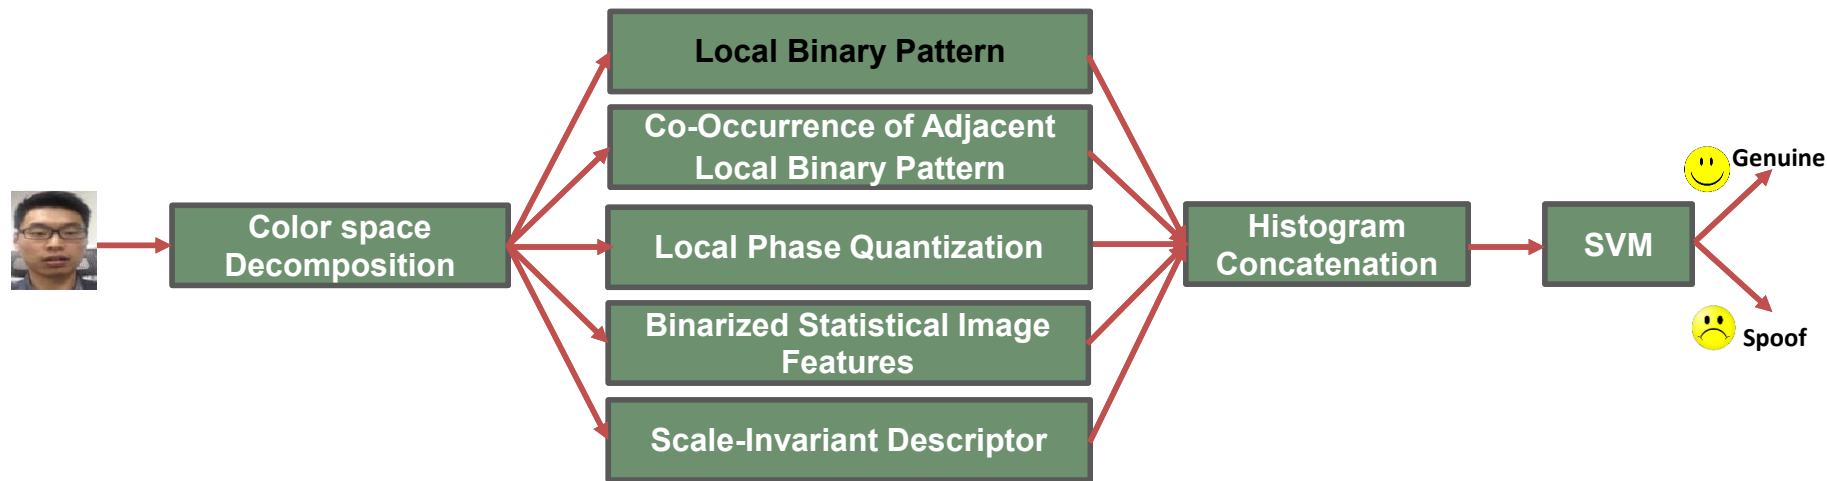 Local Binary Pattern
Co-Occurrence of Adjacent
Local Binary Pattern
Genuine
Color space
Decomposition
Local Phase Quantization
Histogram
Concatenation
SVM
Binarized Statistical Image
Features
Spoof
Scale-Invariant Descriptor